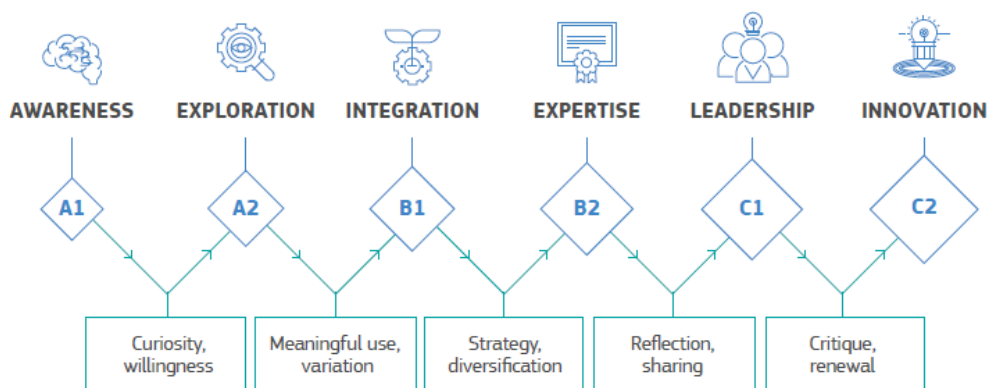 AWARENESS EXPLORATION INTEGRATION EXPERTISE LEADERSHIP INNOVATION
A1 A2 B1 B2 C1 C2
Curiosity,
willingness
Meaningful use,
variation
Strategy,
diversification
Reflection,
sharing
Critique,
renewal